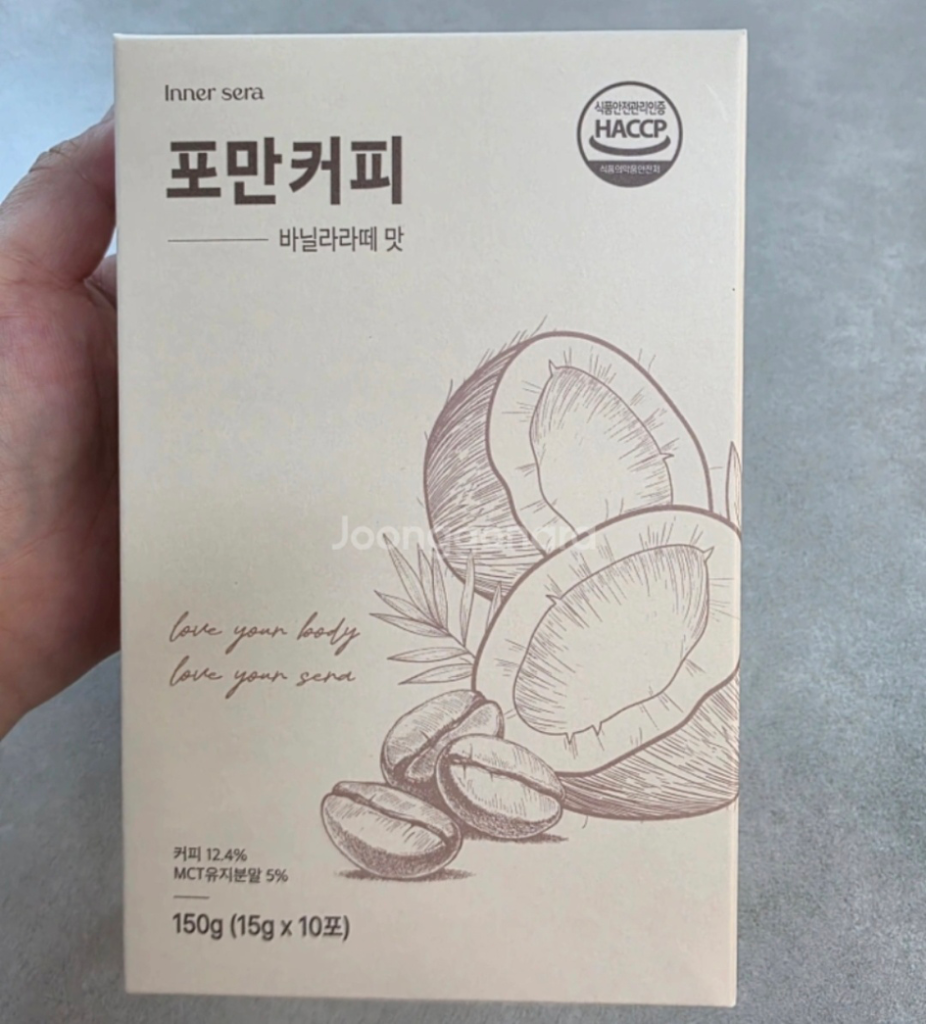 Inner sera
포만커피
바닐라라떼 맛
식품안전관리인증
HACCP
식품의약품안전처
love your body
love your sera
커피 12.4%
MCT유지분말 5%
150g (15g x 10포)
Joonggonara